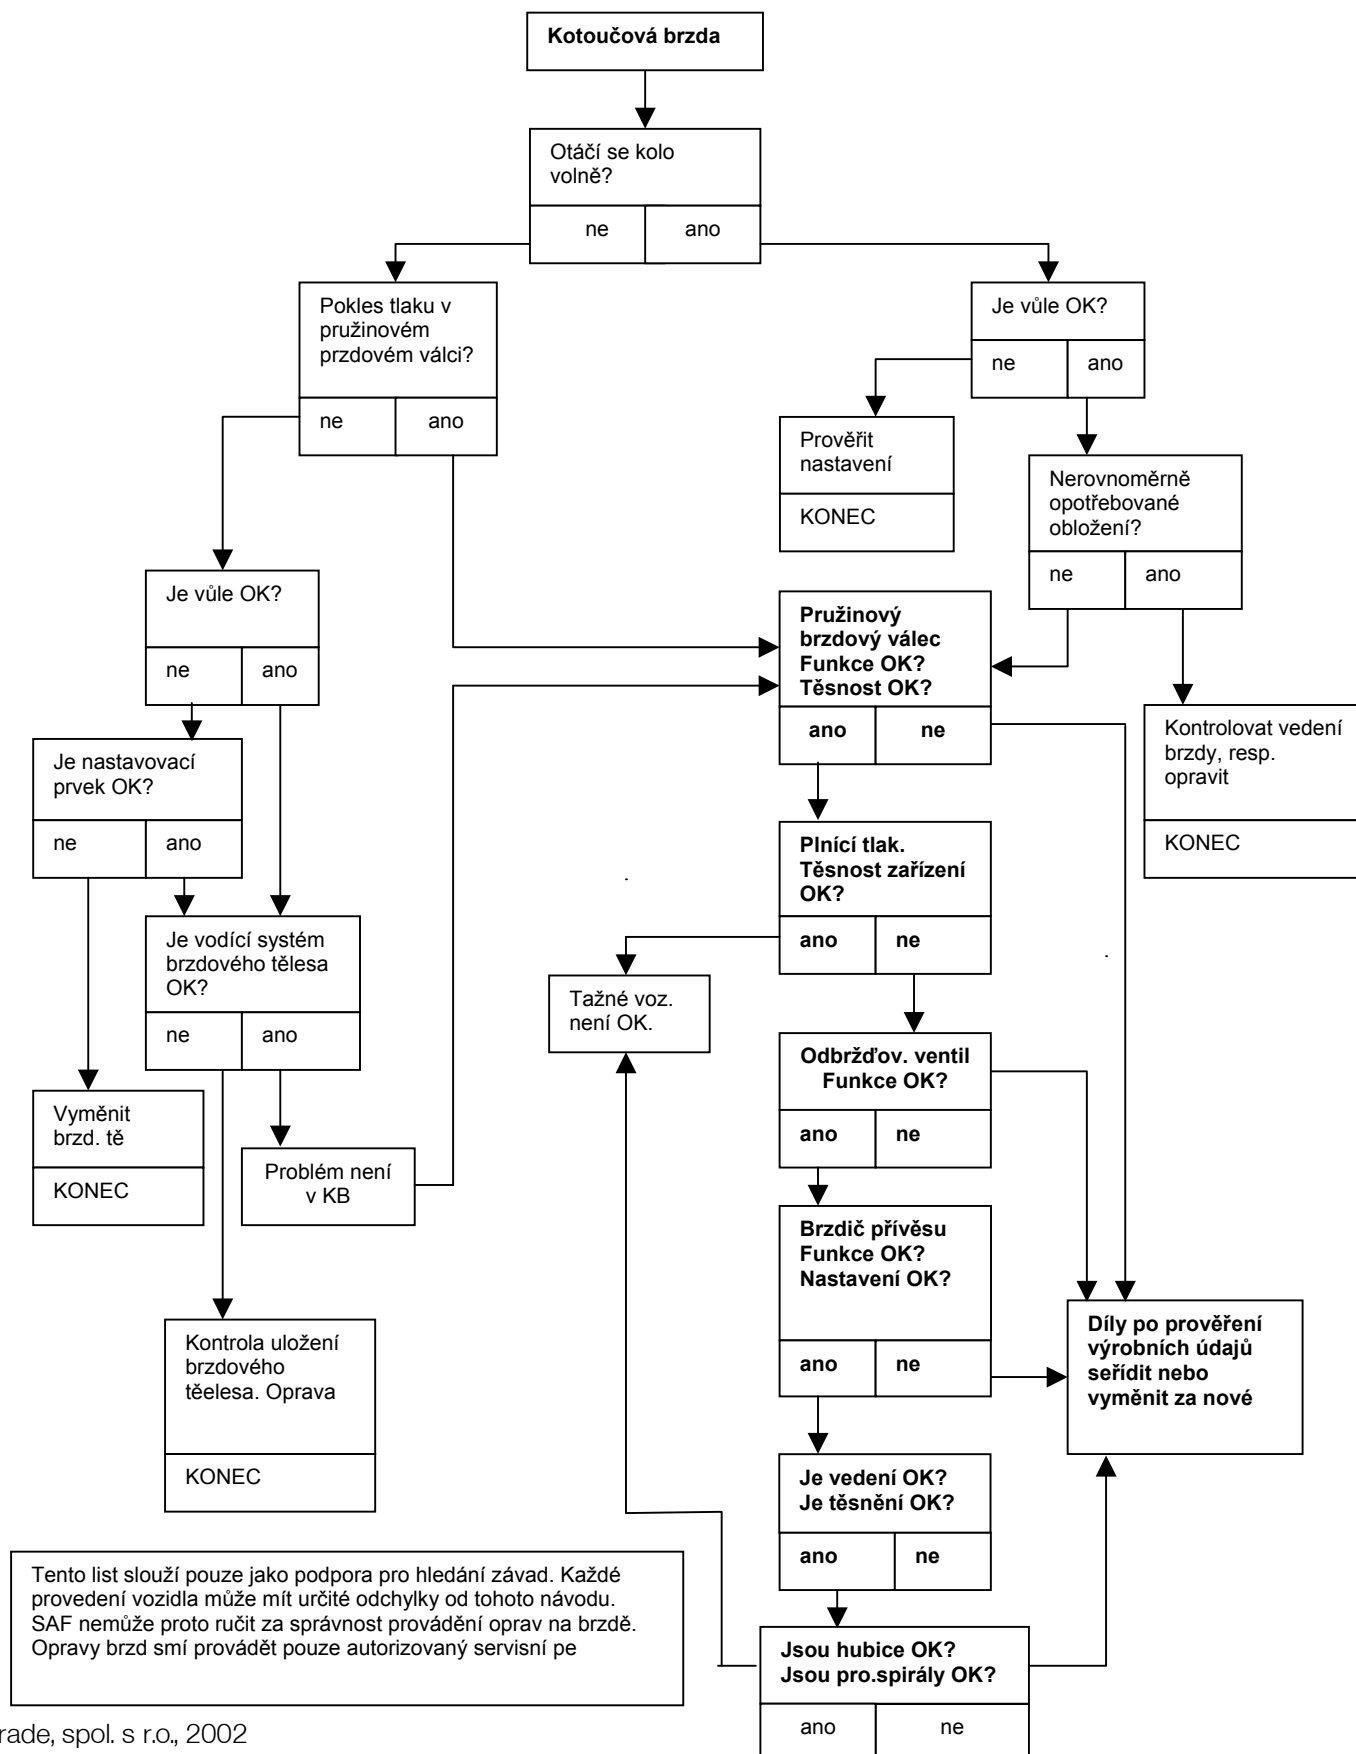 Kotoučová brzda
Otáčí se kolo
volně?
ne
ano
Pokles tlaku v
pružinovém
przdovém válci?
ne
ano
Je vůle OK?
ne
ano
Prověřit
nastavení
KONEC
Nerovnoměrně
opotřebované
obložení?
ne
ano
Je vůle OK?
ne
ano
Pružinový
brzdový válec
Funkce OK?
Těsnost OK?
ano
ne
Kontrolovat vedení
brzdy, resp.
opravit
KONEC
Je nastavovací
prvek OK?
ne
ano
Plnící tlak.
Těsnost zařízení
OK?
ano
ne
Je vodící systém
brzdového tělesa
OK?
ne
ano
Tažné voz.
není OK.
Odbržďov. ventil
Funkce OK?
ano
ne
Vyměnit
brzd. tě
KONEC
Problém není
v KB
Brzdič přívěsu
Funkce OK?
Nastavení OK?
ano
ne
Díly po prověření
výrobních údajů
seřídit nebo
vyměnit za nové
Kontrola uložení
brzdového
těelesa. Oprava
KONEC
Je vedení OK?
Je těsnění OK?
ano
ne
Tento list slouží pouze jako podpora pro hledání závad. Každé
provedení vozidla může mít určité odchylky od tohoto návodu.
SAF nemůže proto ručit za správnost provádění oprav na brzdě.
Opravy brzd smí provádět pouze autorizovaný servisní pe
Jsou hubice OK?
Jsou pro.spirály OK?
ano
ne
rade, spol. s r.o., 2002